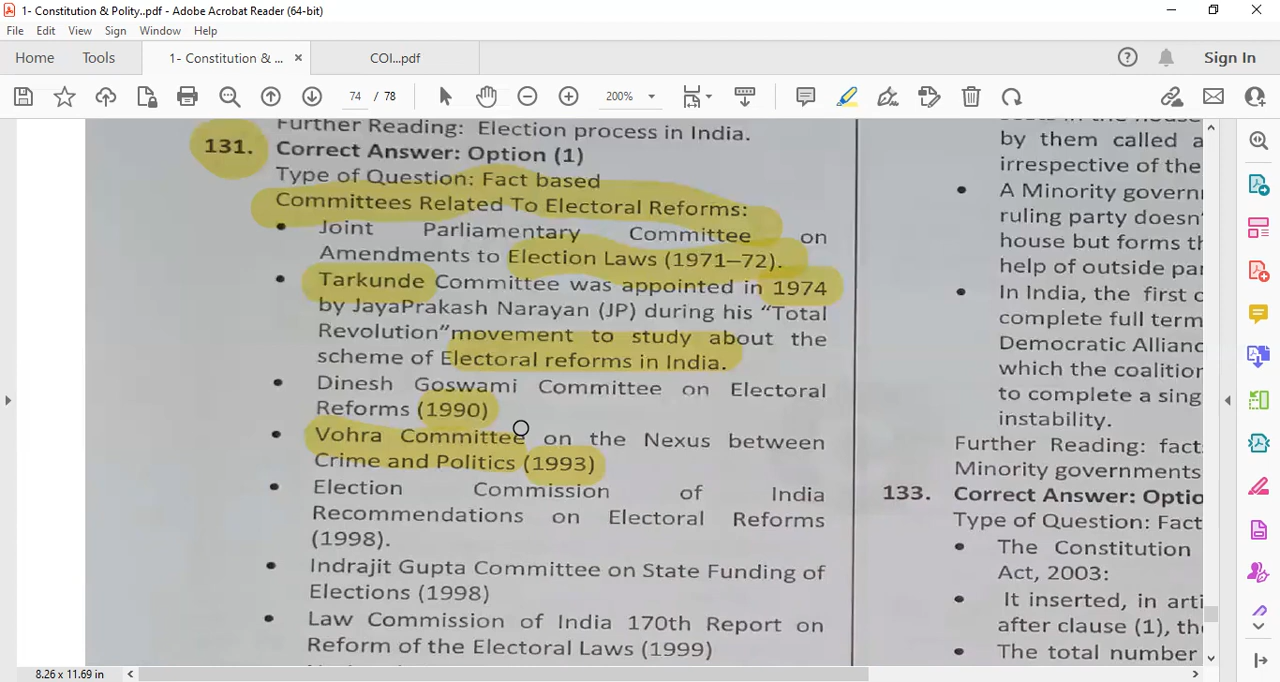 1- Constitution & Polity..pdf - Adobe Acrobat Reader (64-bit)
File Edit View Sign Window Help
Home Tools 1- Constitution & ... × COI...pdf Sign In
74 / 78 200%
Further Reading: Election process in India.
131. Correct Answer: Option (1)
Type of Question: Fact based
Committees Related To Electoral Reforms:
• Joint Parliamentary Committee on
Amendments to Election Laws (1971–72).
• Tarkunde Committee was appointed in 1974
by JayaPrakash Narayan (JP) during his "Total
Revolution"movement to study about the
scheme of Electoral reforms in India.
• Dinesh Goswami Committee on Electoral
Reforms (1990)
• Vohra Committee on the Nexus between
Crime and Politics (1993)
• Election Commission of India
Recommendations on Electoral Reforms
(1998).
• Indrajit Gupta Committee on State Funding of
Elections (1998)
• Law Commission of India 170th Report on
Reform of the Electoral Laws (1999)
by them called a
irrespective of the
• A Minority govern
ruling party doesn'
house but forms th
help of outside pa
• In India, the first c
complete full term
Democratic Allianc
which the coalition
to complete a sing
instability.
Further Reading: fact
Minority governments
133. Correct Answer: Optio
Type of Question: Fact
• The Constitution
Act, 2003:
• It inserted, in arti
after clause (1), th
• The total number
8.26 x 11.69 in